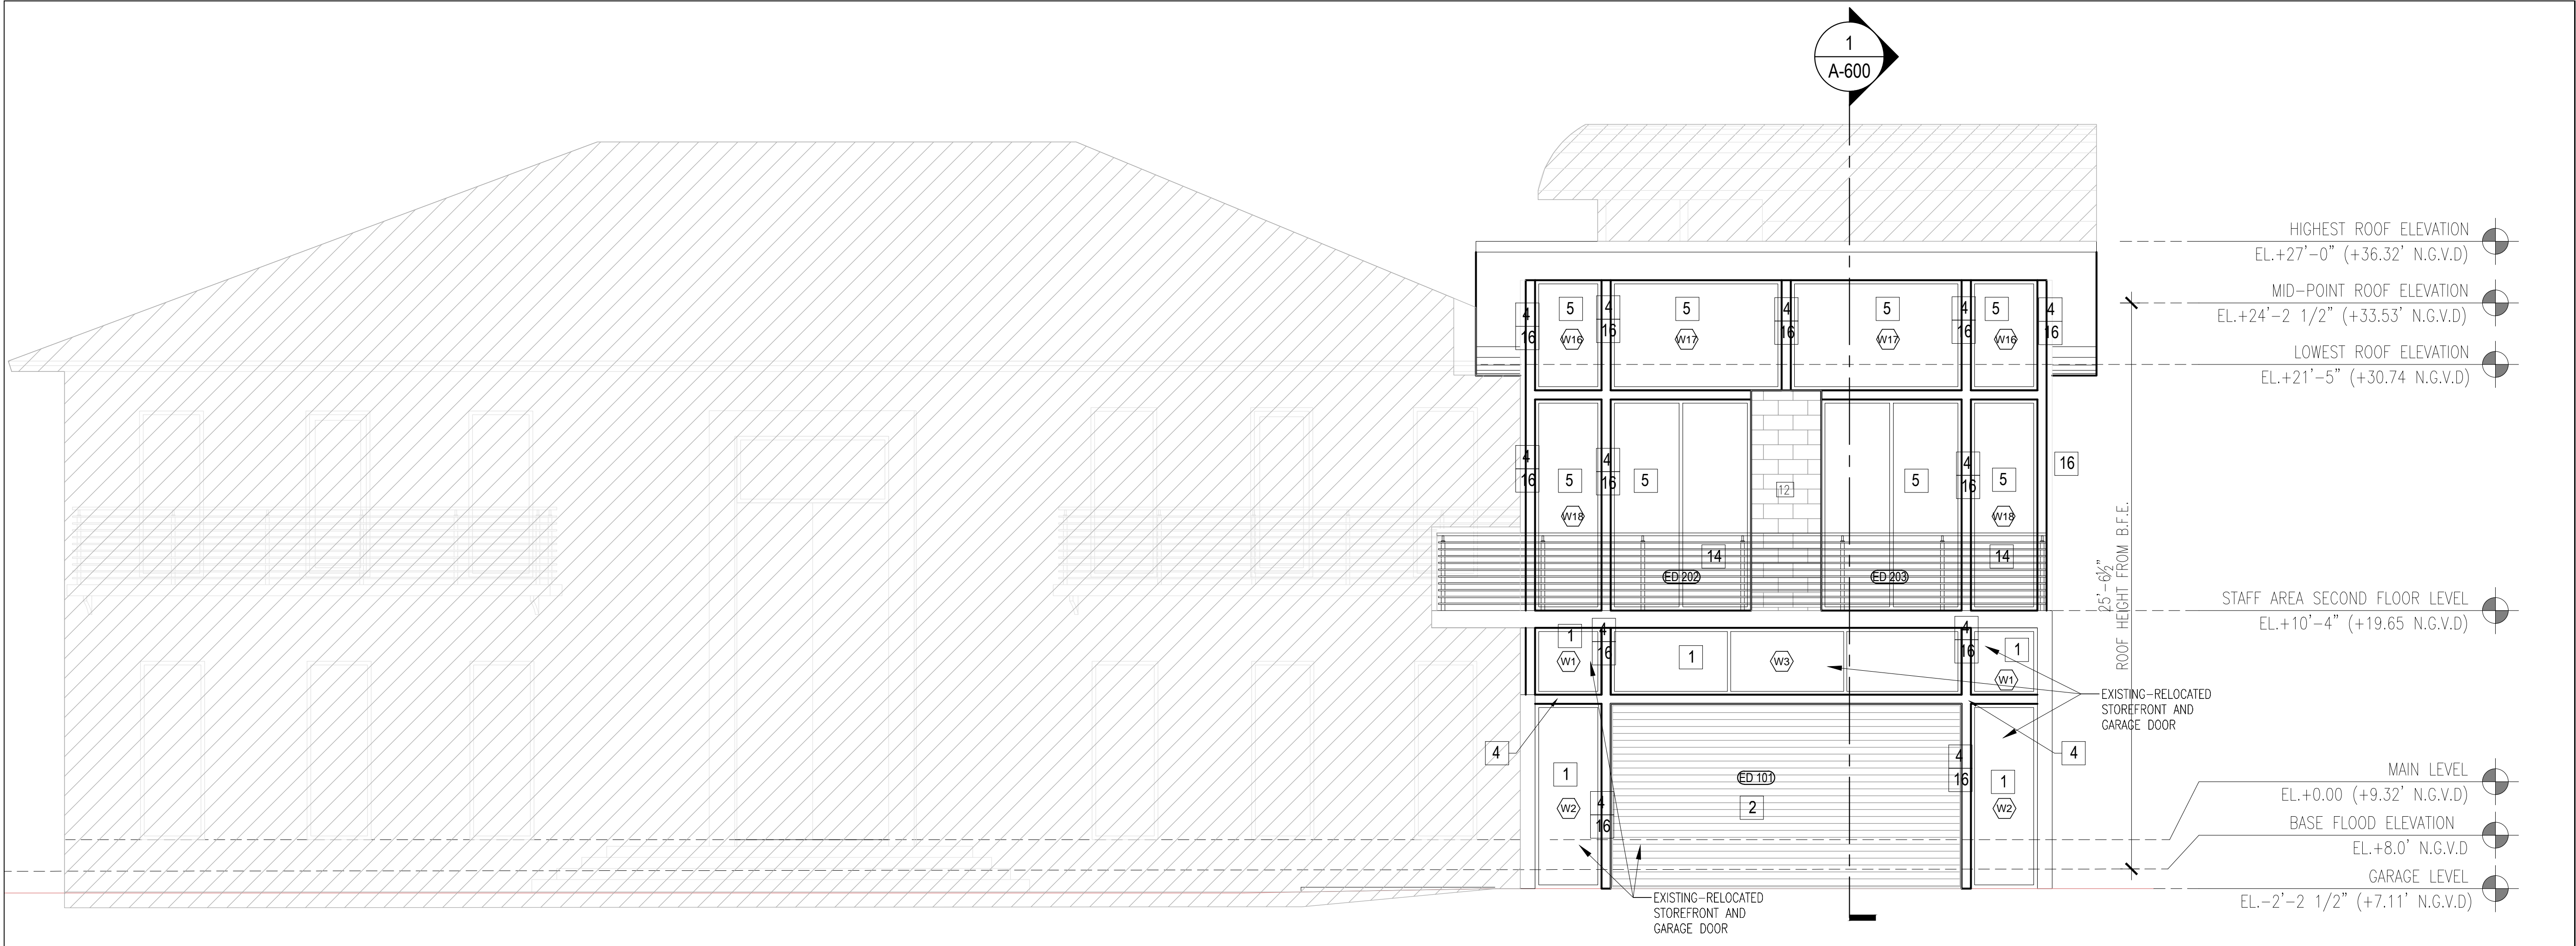 1
A-600
HIGHEST ROOF ELEVATION
EL.+27'-0" (+36.32' N.G.V.D)
MID-POINT ROOF ELEVATION
EL.+24'-2 1/2" (+33.53' N.G.V.D)
LOWEST ROOF ELEVATION
EL.+21'-5" (+30.74 N.G.V.D)
4 5 4 5 4 5 4 5 4
16 W16 16 W17 16 W17 16 W16 16
4 4 4 16
16 5 16 5 12 5 16 5
W18 W18
14 14
ED 202 ED 203
25'-6½"
ROOF HEIGHT FROM B.F.E.
STAFF AREA SECOND FLOOR LEVEL
EL.+10'-4" (+19.65 N.G.V.D)
1 4 4 1
W1 16 1 W3 16 W1
EXISTING-RELOCATED
STOREFRONT AND
GARAGE DOOR
4 4 4
1 ED 101 16 1
W2 4 2 W2
16
MAIN LEVEL
EL.+0.00 (+9.32' N.G.V.D)
BASE FLOOD ELEVATION
EL.+8.0' N.G.V.D
GARAGE LEVEL
EL.-2'-2 1/2" (+7.11' N.G.V.D)
EXISTING-RELOCATED
STOREFRONT AND
GARAGE DOOR